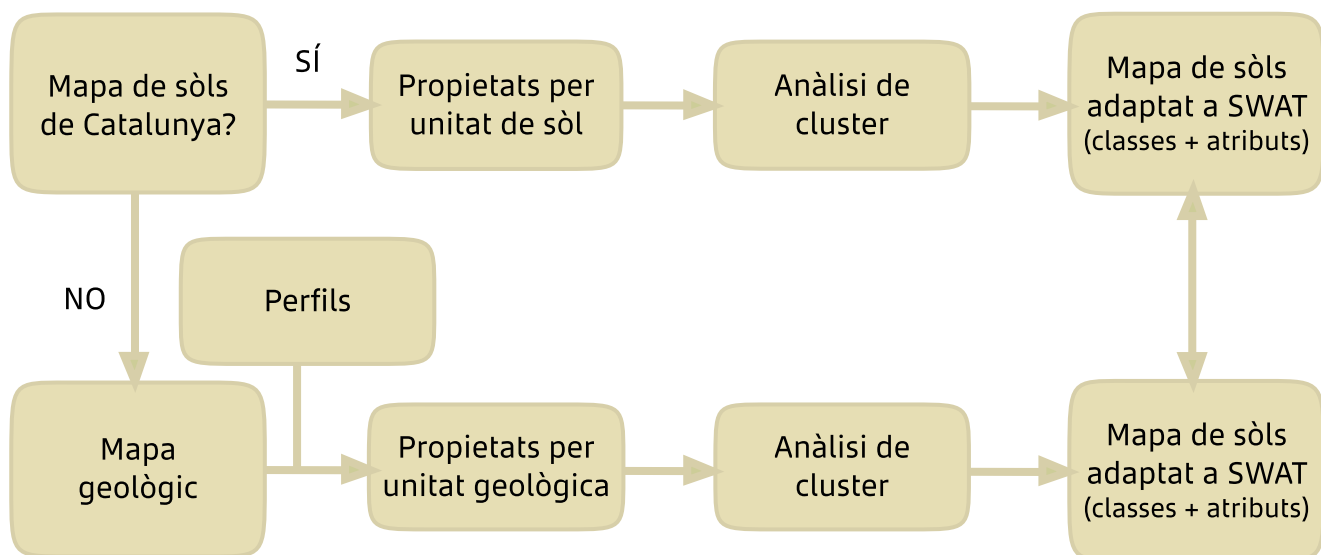 Mapa de sòls
de Catalunya?
SÍ
Propietats per
unitat de sòl
Anàlisi de
cluster
Mapa de sòls
adaptat a SWAT
(classes + atributs)
NO
Perfils
Mapa
geològic
Propietats per
unitat geològica
Anàlisi de
cluster
Mapa de sòls
adaptat a SWAT
(classes + atributs)